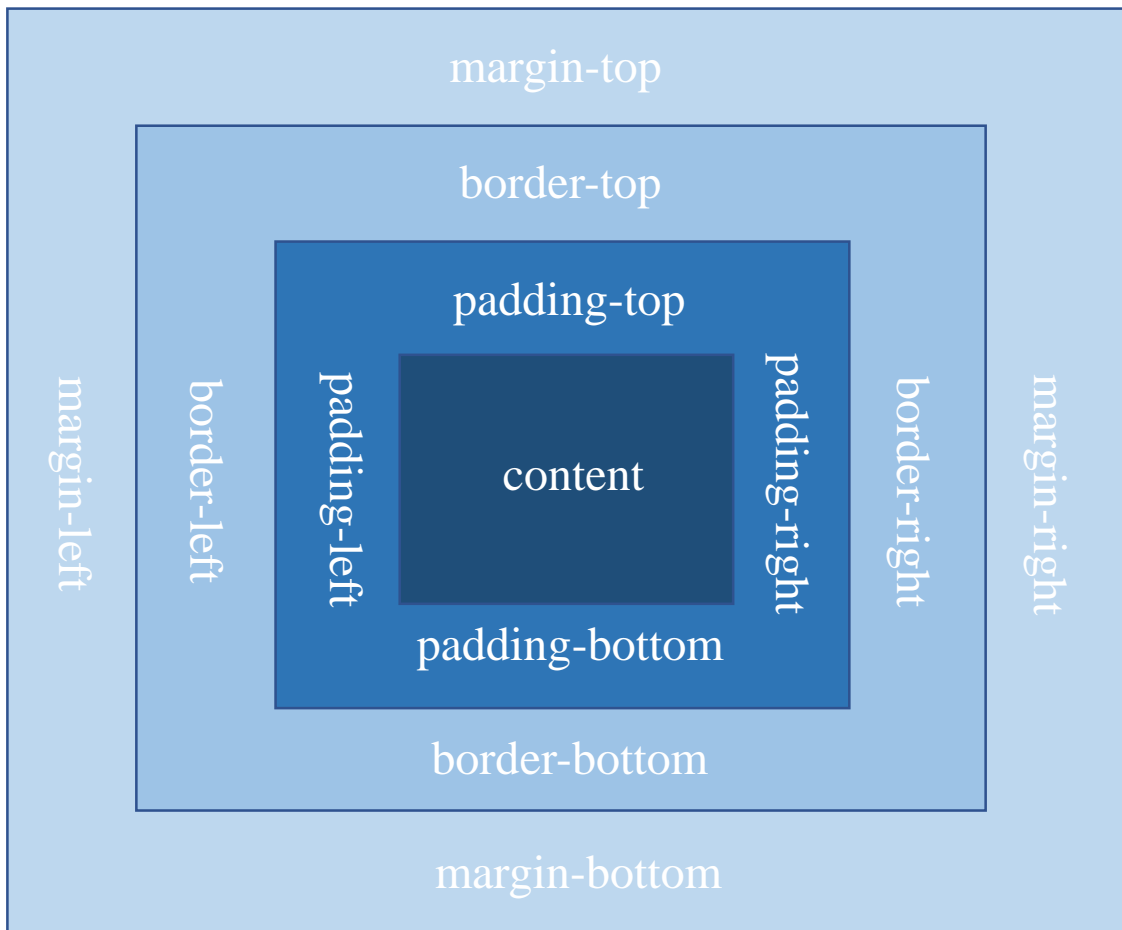 margin-top
border-top
padding-top
margin-left
border-left
padding-left
content
padding-right
border-right
margin-right
padding-bottom
border-bottom
margin-bottom